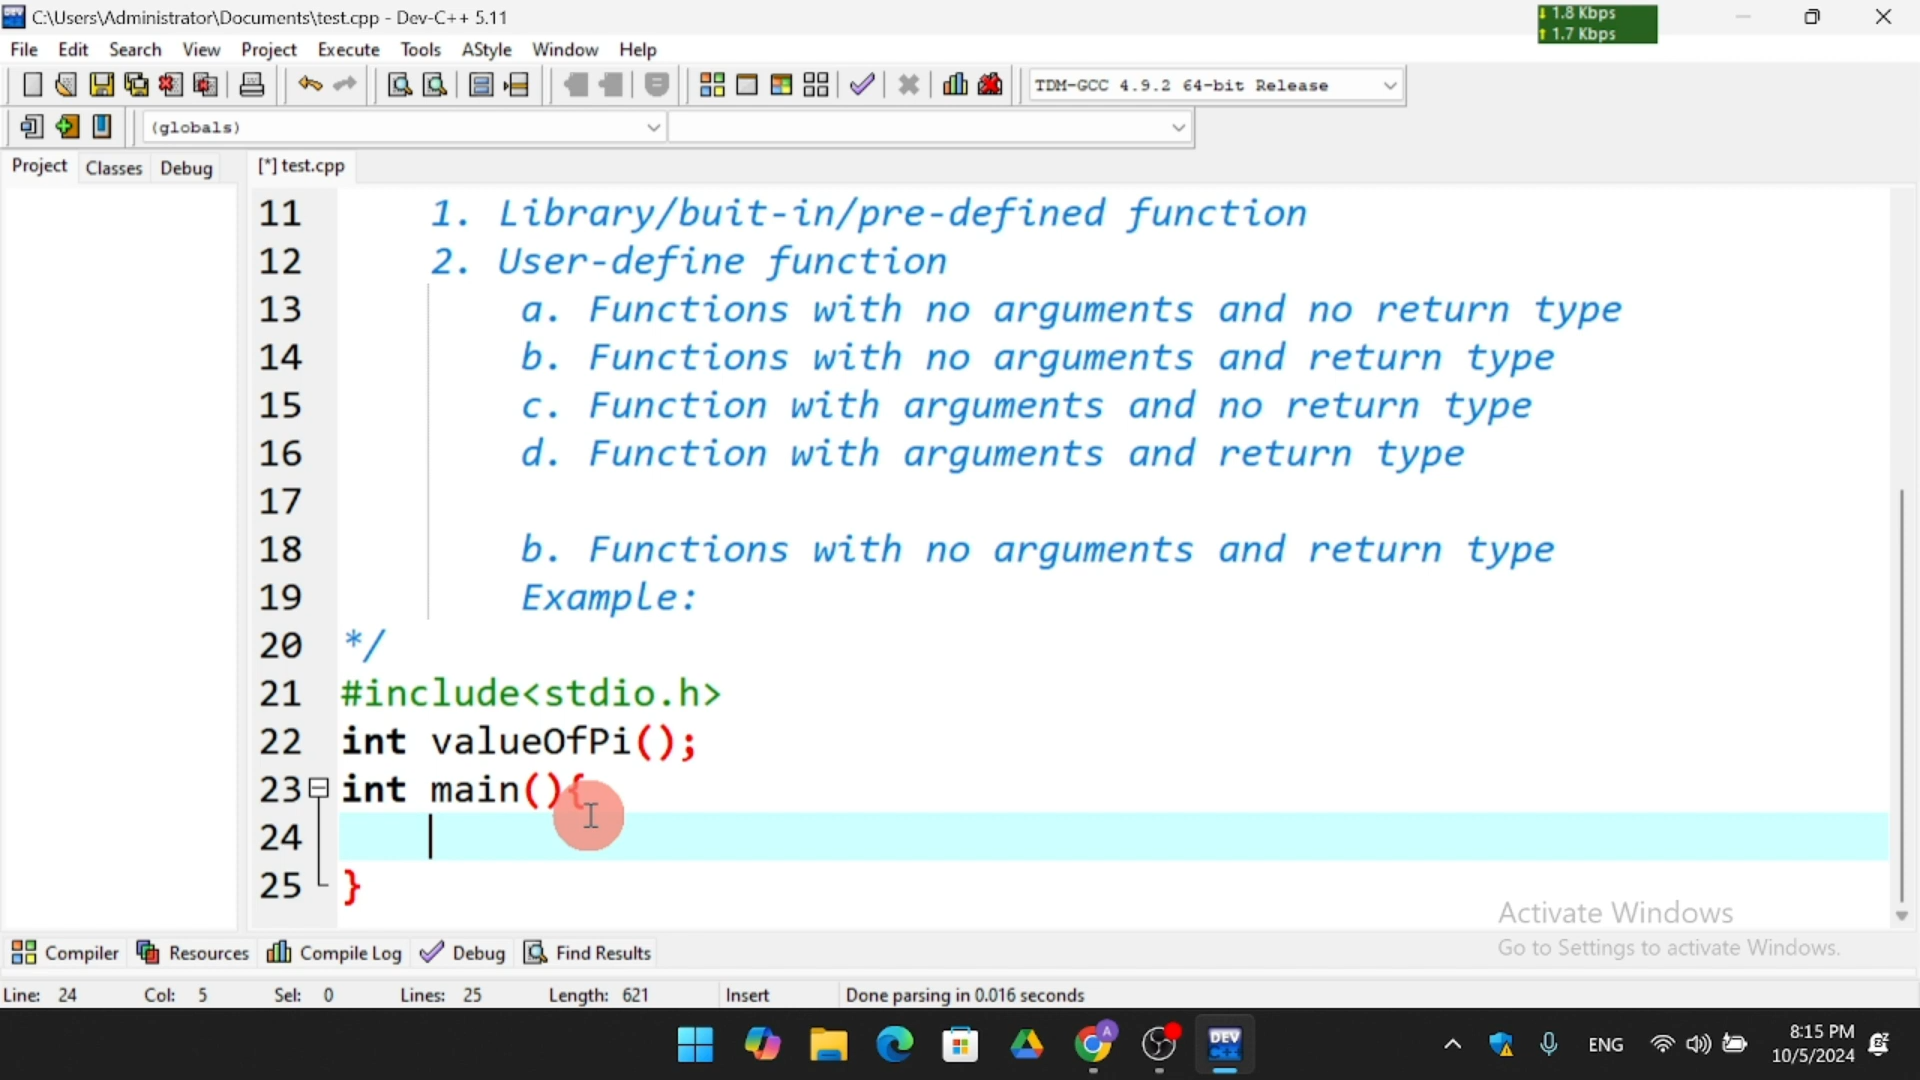 C:\Users\Administrator\Documents\test.cpp - Dev-C++ 5.11
1.8 Kbps
1.7 Kbps
File Edit Search View Project Execute Tools AStyle Window Help
TDM-GCC 4.9.2 64-bit Release
(globals)
Project Classes Debug [*] test.cpp
11 1. Library/buit-in/pre-defined function
12 2. User-define function
13 a. Functions with no arguments and no return type
14 b. Functions with no arguments and return type
15 c. Function with arguments and no return type
16 d. Function with arguments and return type
17
18 b. Functions with no arguments and return type
19 Example:
20 */
21 #include<stdio.h>
22 int valueOfPi();
23 int main(){
24
25 }
Activate Windows
Go to Settings to activate Windows.
Compiler Resources Compile Log Debug Find Results
Line: 24 Col: 5 Sel: 0 Lines: 25 Length: 621 Insert Done parsing in 0.016 seconds
DEV
ENG
8:15 PM
10/5/2024